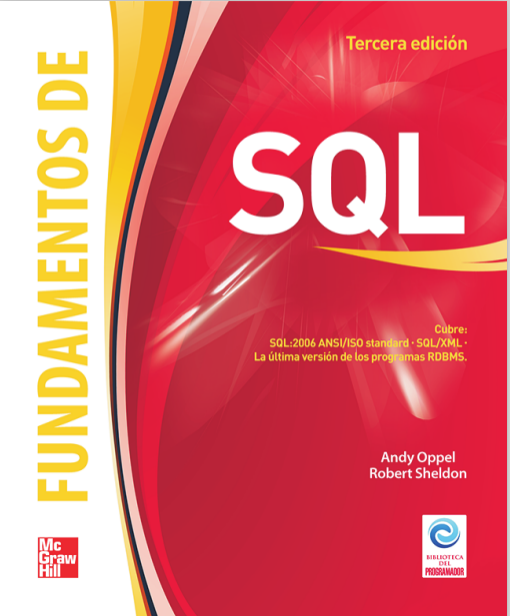 FUNDAMENTOS DE
Tercera edición
SQL
Cubre:
SQL:2006 ANSI/ISO standard · SQL/XML ·
La última versión de los programas RDBMS.
Andy Oppel
Robert Sheldon
Mc
Graw
Hill
BIBLIOTECA
DEL
PROGRAMADOR